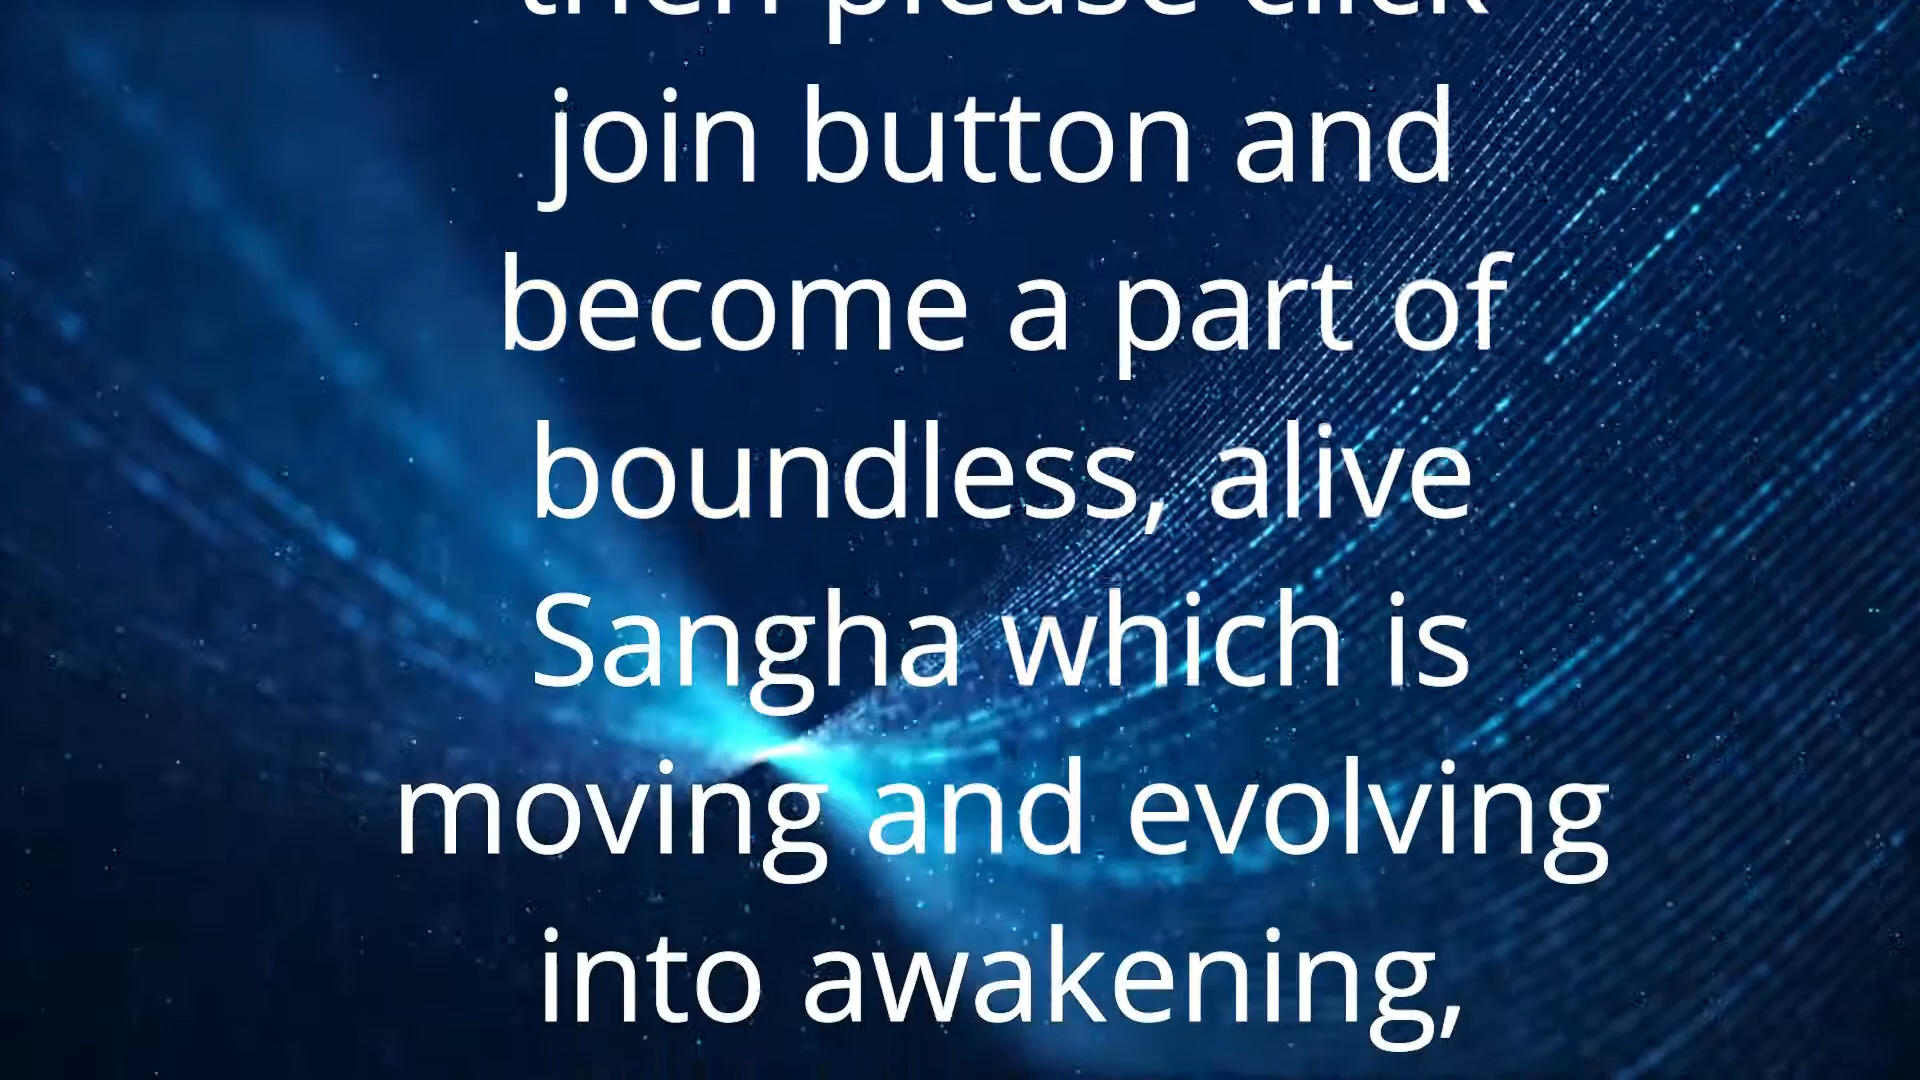 then please click
join button and
become a part of
boundless, alive
Sangha which is
moving and evolving
into awakening,